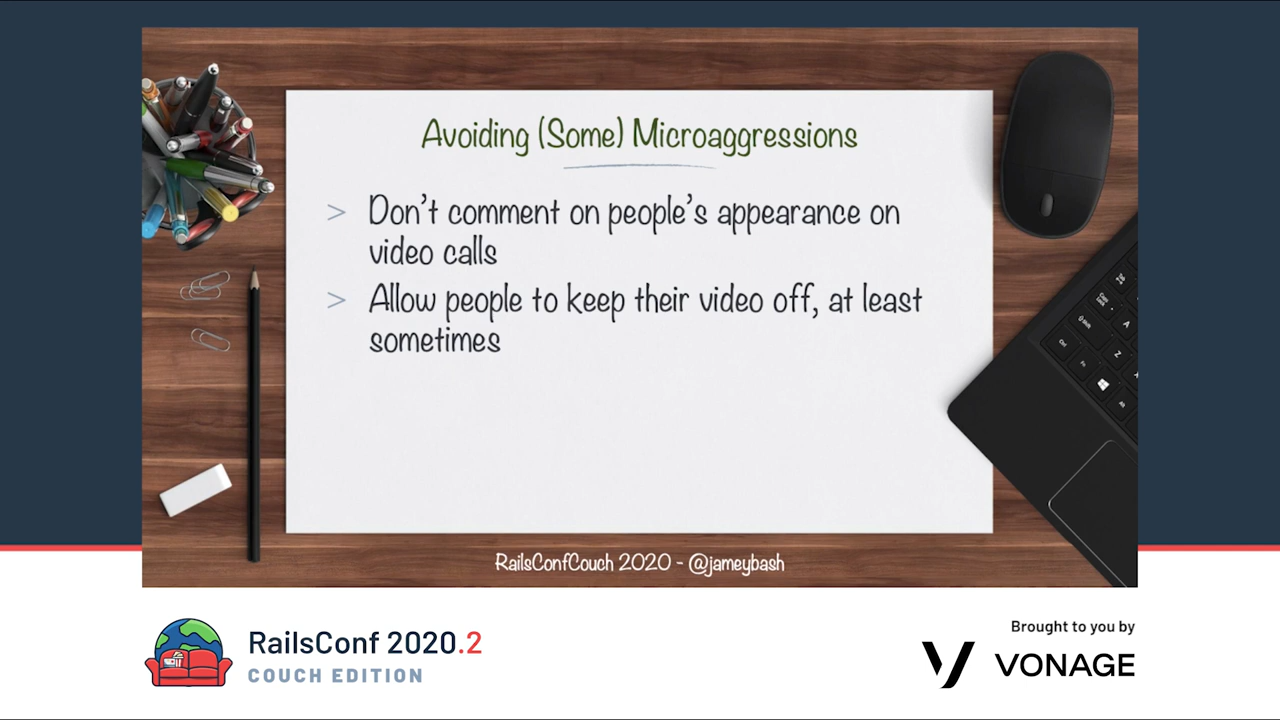 Avoiding (Some) Microaggressions
> Don't comment on people's appearance on
video calls
> Allow people to keep their video off, at least
sometimes
RailsConfCouch 2020 - @jameybash
RailsConf 2020.2
COUCH EDITION
Brought to you by
VONAGE